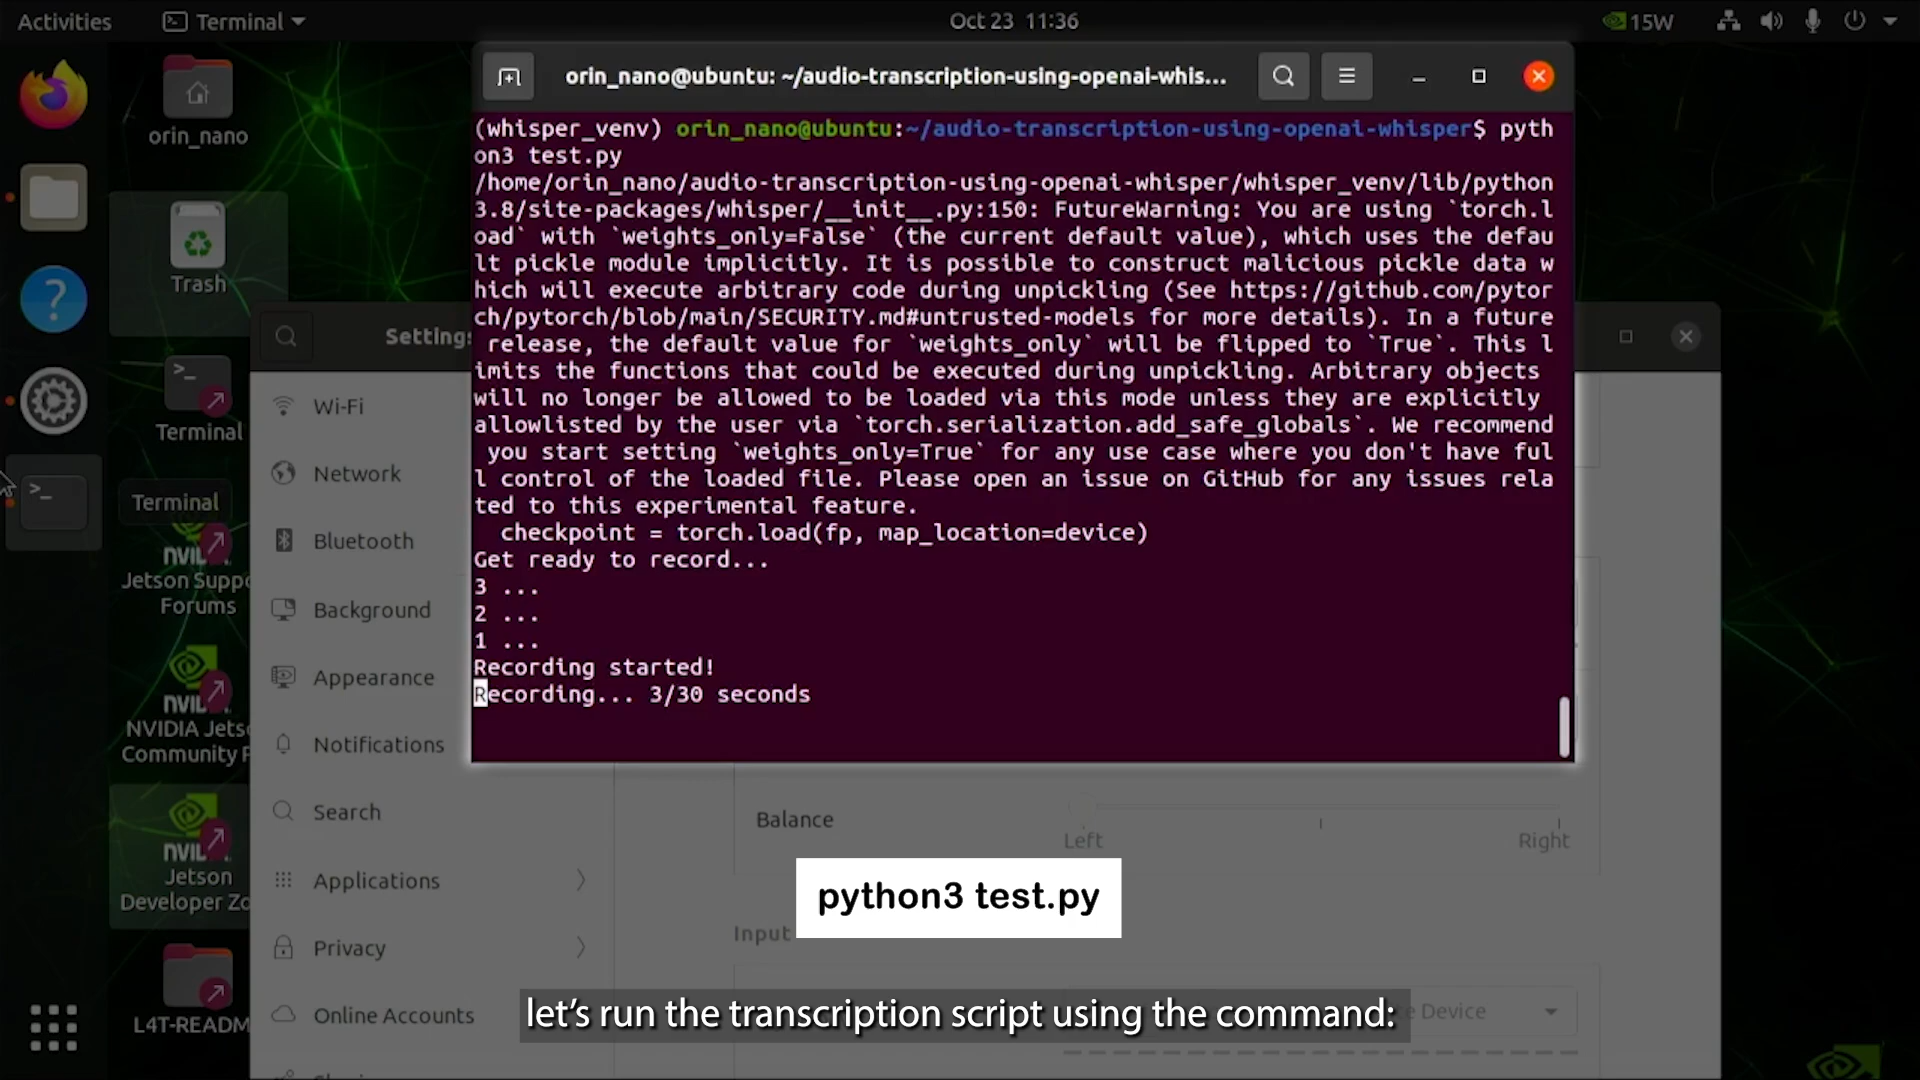 Activities
Terminal
Oct 23 11:36
15W
orin_nano@ubuntu: ~/audio-transcription-using-openai-whis...
(whisper_venv) orin_nano@ubuntu:~/audio-transcription-using-openai-whisper$ pyth
on3 test.py
/home/orin_nano/audio-transcription-using-openai-whisper/whisper_venv/lib/python
3.8/site-packages/whisper/__init__.py:150: FutureWarning: You are using `torch.l
oad` with `weights_only=False` (the current default value), which uses the defau
lt pickle module implicitly. It is possible to construct malicious pickle data w
hich will execute arbitrary code during unpickling (See https://github.com/pytor
ch/pytorch/blob/main/SECURITY.md#untrusted-models for more details). In a future
 release, the default value for `weights_only` will be flipped to `True`. This l
imits the functions that could be executed during unpickling. Arbitrary objects
will no longer be allowed to be loaded via this mode unless they are explicitly
allowlisted by the user via `torch.serialization.add_safe_globals`. We recommend
 you start setting `weights_only=True` for any use case where you don't have ful
l control of the loaded file. Please open an issue on GitHub for any issues rela
ted to this experimental feature.
  checkpoint = torch.load(fp, map_location=device)
Get ready to record...
3 ...
2 ...
1 ...
Recording started!
Recording... 3/30 seconds
orin_nano
Trash
Terminal
Terminal
NVI
Jetson Suppo
Forums
NVIDIA Jets
Community
NVI
Jetson
Developer Zo
L4T-READM
Settings
Wi-Fi
Network
Bluetooth
Background
Appearance
Notifications
Search
Applications
Privacy
Online Accounts
Balance
Left
Right
Input
Device
python3 test.py
let's run the transcription script using the command: